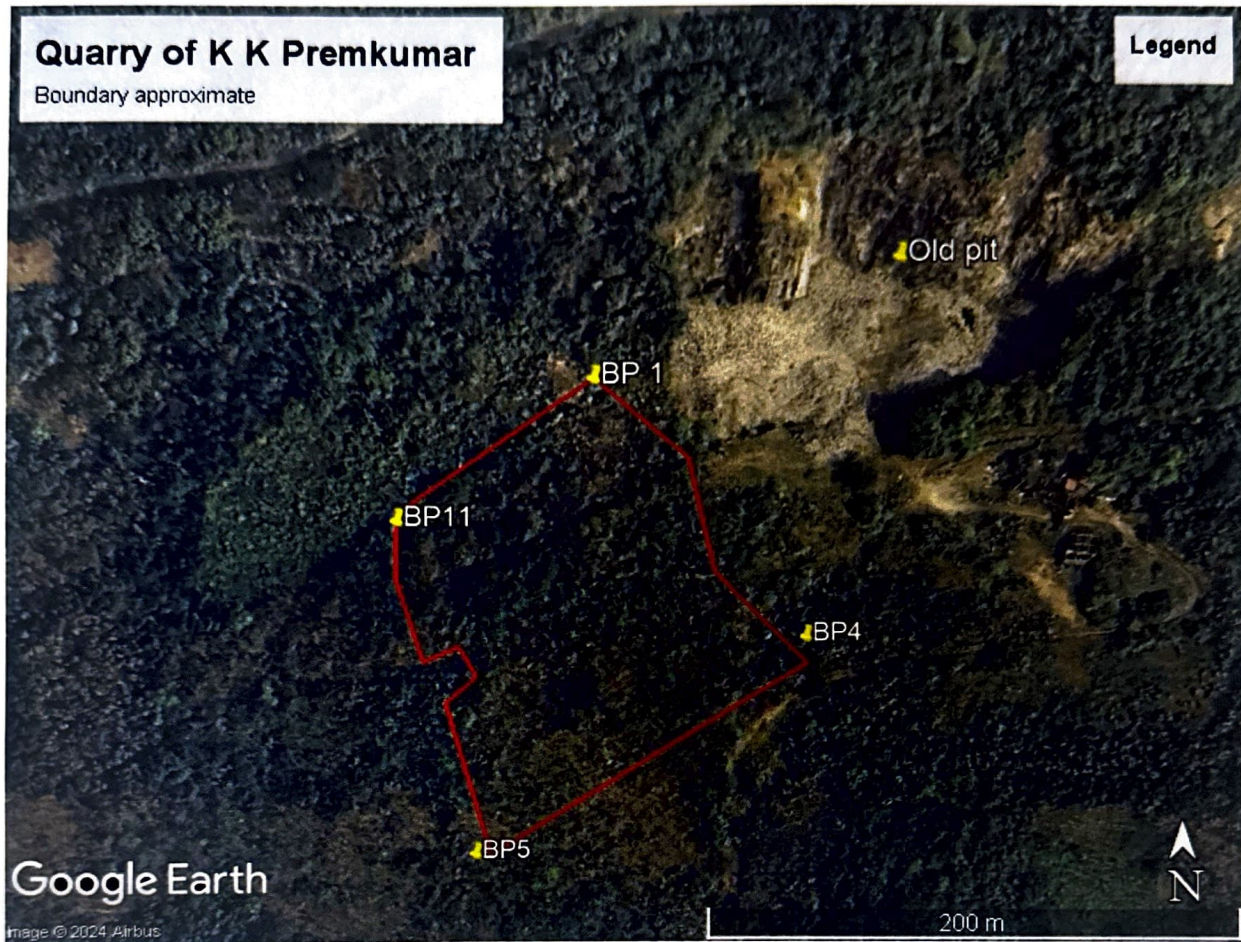 Quarry of K K Premkumar
Boundary approximate
Legend
Old pit
BP 1
BP11
BP4
BP5
Google Earth
Image © 2024 Airbus
N
200 m